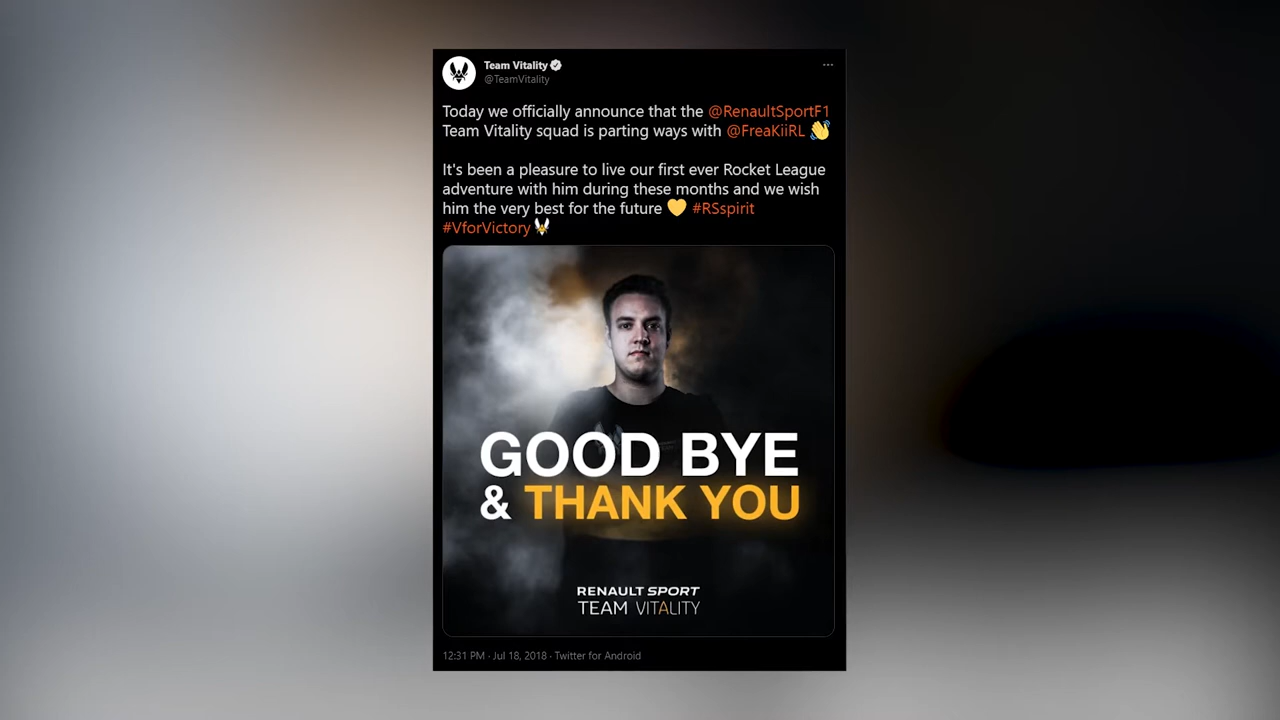 Team Vitality
@TeamVitality
Today we officially announce that the @RenaultSportF1
Team Vitality squad is parting ways with @FreaKiiRL 👋
It's been a pleasure to live our first ever Rocket League
adventure with him during these months and we wish
him the very best for the future 💛 #RSspirit
#VforVictory
GOOD BYE
& THANK YOU
RENAULT SPORT
TEAM VITALITY
12:31 PM · Jul 18, 2018 · Twitter for Android